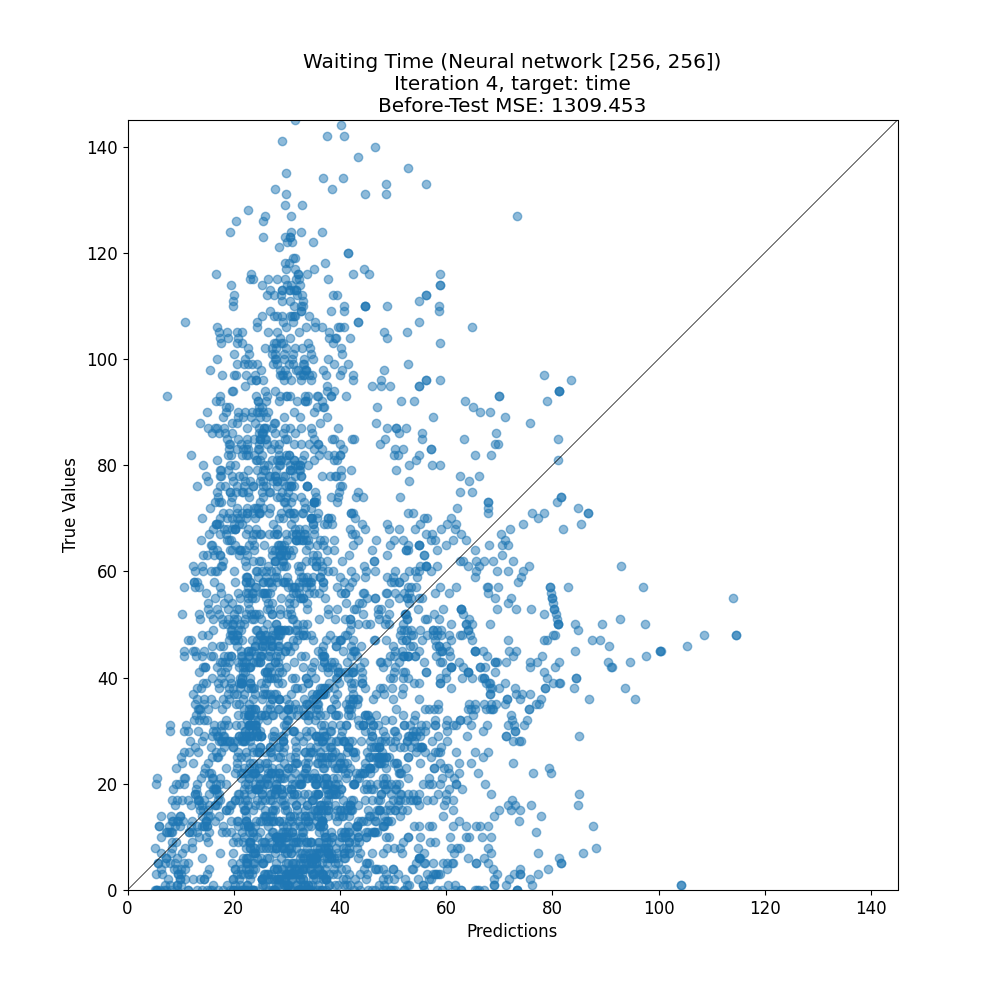 Waiting Time (Neural network [256, 256])
Iteration 4, target: time
Before-Test MSE: 1309.453
140
120
100
80
60
40
20
0
True Values
0 20 40 60 80 100 120 140
Predictions